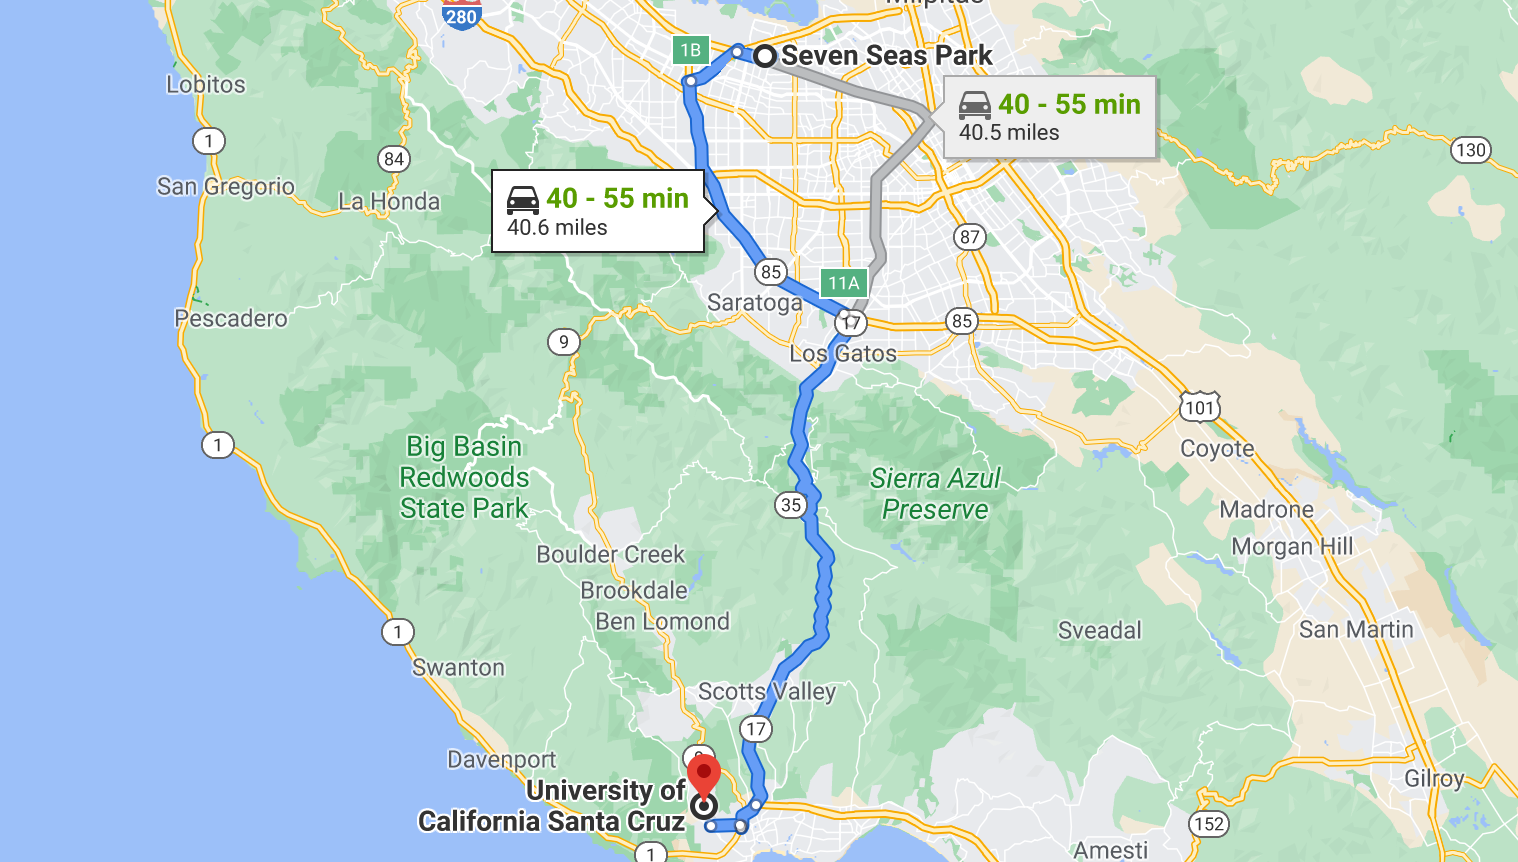 Milpitas
280
1B
Seven Seas Park
Lobitos
40 - 55 min
40.5 miles
1
84
130
San Gregorio
La Honda
40 - 55 min
40.6 miles
87
85
11A
Saratoga
Pescadero
17
85
9
Los Gatos
101
1
Big Basin
Redwoods
State Park
Coyote
Sierra Azul
Preserve
35
Madrone
Morgan Hill
Boulder Creek
Brookdale
Ben Lomond
1
Sveadal
San Martin
Swanton
Scotts Valley
17
Davenport
Gilroy
University of
California Santa Cruz
152
1
Amesti